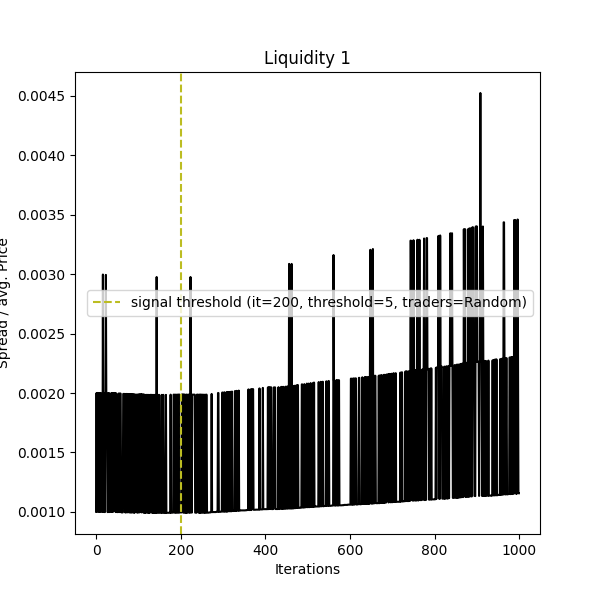 Liquidity 1
0.0045
0.0040
0.0035
0.0030
0.0025
0.0020
0.0015
0.0010
Spread / avg. Price
signal threshold (it=200, threshold=5, traders=Random)
0 200 400 600 800 1000
Iterations